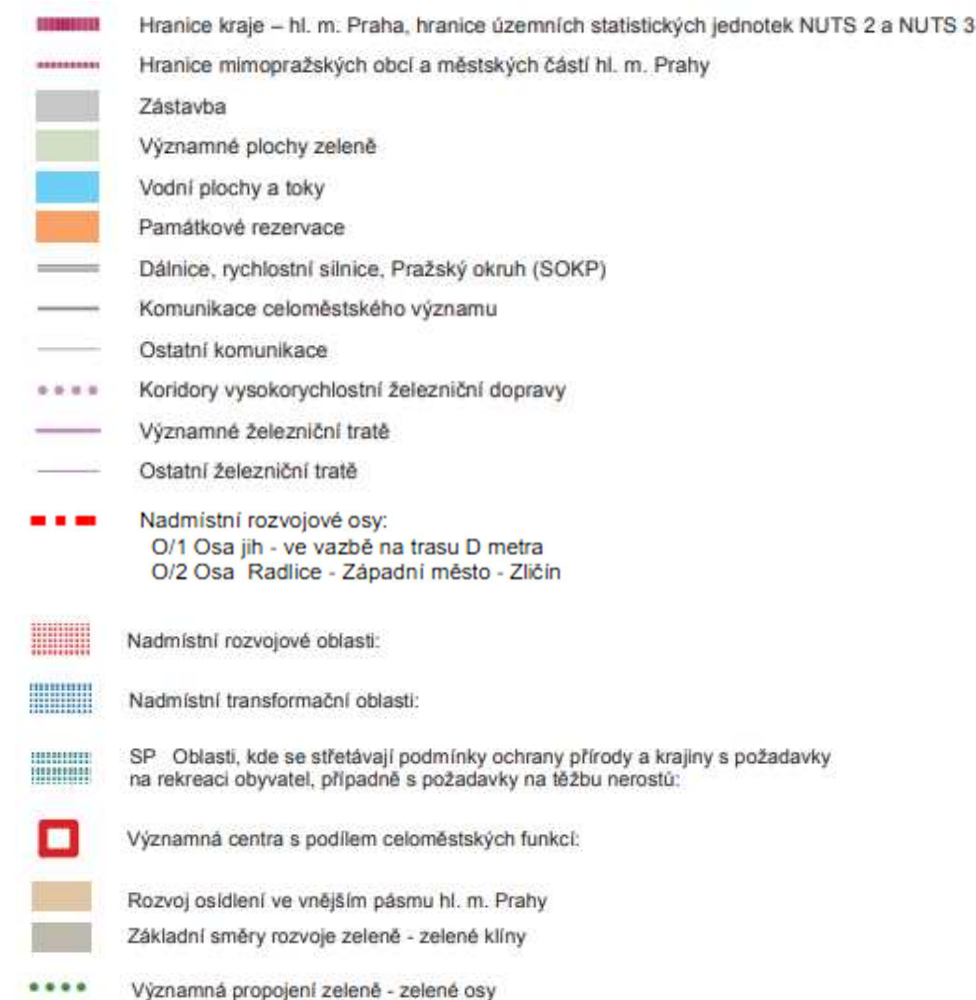 Hranice kraje – hl. m. Praha, hranice územních statistických jednotek NUTS 2 a NUTS 3
Hranice mimopražských obcí a městských částí hl. m. Prahy
Zástavba
Významné plochy zeleně
Vodní plochy a toky
Památkové rezervace
Dálnice, rychlostní silnice, Pražský okruh (SOKP)
Komunikace celoměstského významu
Ostatní komunikace
Koridory vysokorychlostní železniční dopravy
Významné železniční tratě
Ostatní železniční tratě
Nadmístní rozvojové osy:
O/1 Osa jih - ve vazbě na trasu D metra
O/2 Osa Radlice - Západní město - Zličín
Nadmístní rozvojové oblasti:
Nadmístní transformační oblasti:
SP Oblasti, kde se střetávají podmínky ochrany přírody a krajiny s požadavky
na rekreaci obyvatel, případně s požadavky na těžbu nerostů:
Významná centra s podílem celoměstských funkcí:
Rozvoj osídlení ve vnějším pásmu hl. m. Prahy
Základní směry rozvoje zeleně - zelené klíny
Významná propojení zeleně - zelené osy